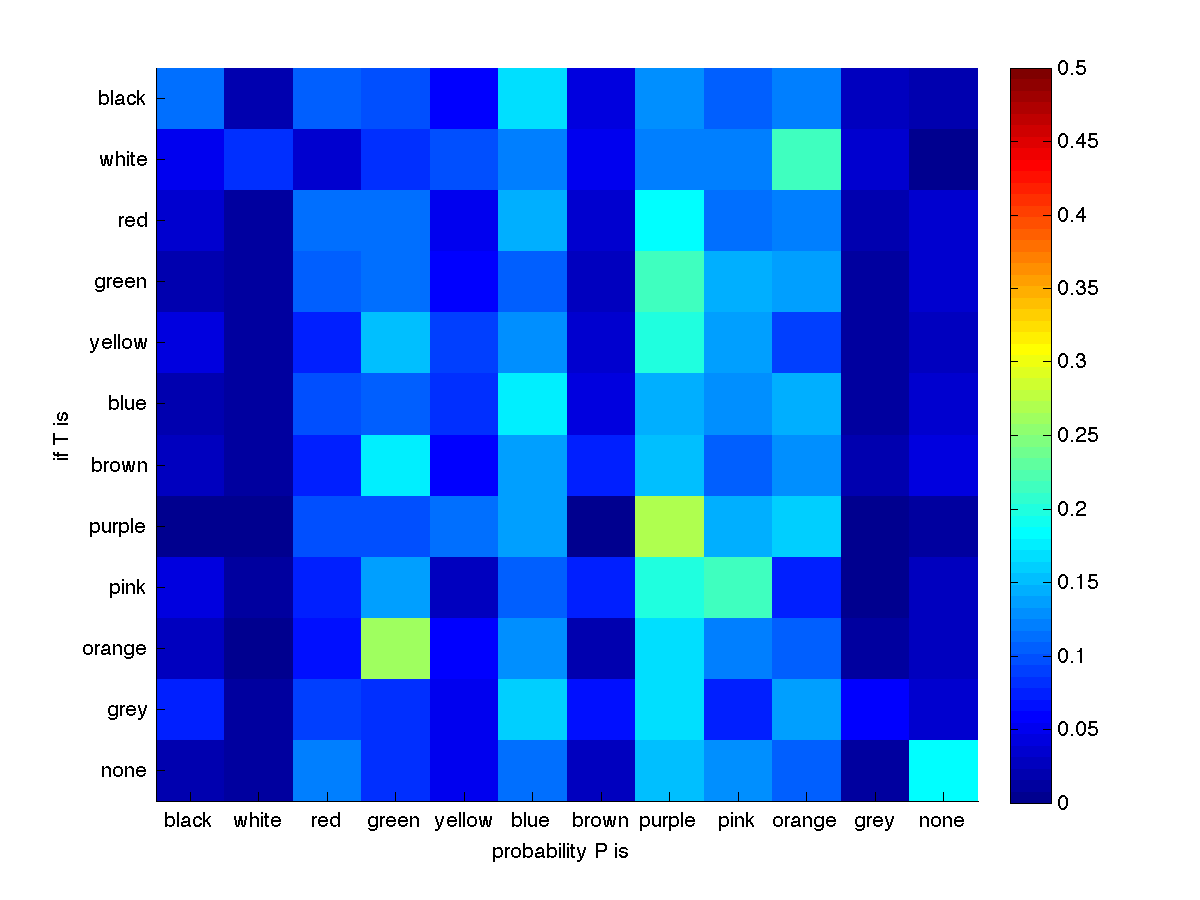 0.5
black
0.45
white
0.4
red
0.35
green
0.3
yellow
0.25
blue
if T is
0.2
brown
purple
0.15
pink
0.1
orange
0.05
grey
none
0
black white red green yellow blue brown purple pink orange grey none
probability P is